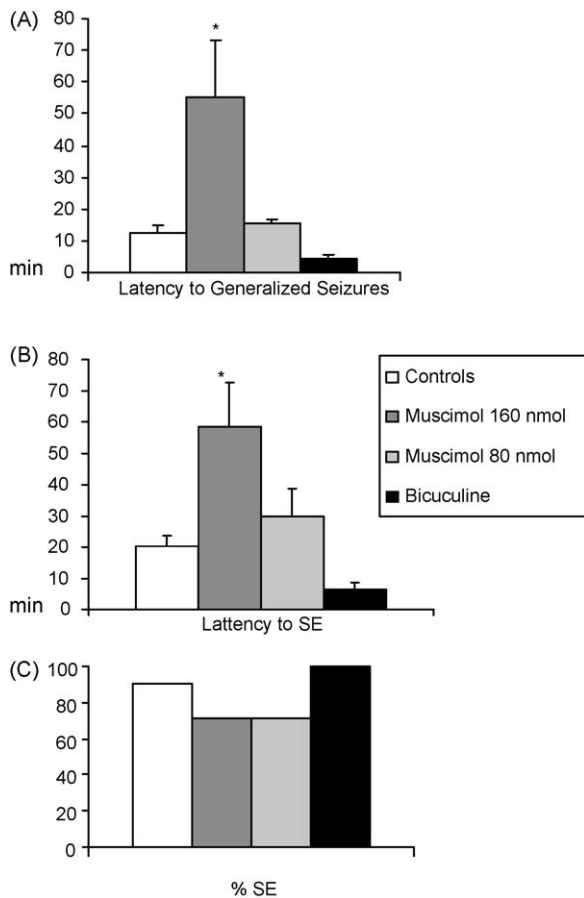 (A)
80
70
60
50
40
30
20
10
0
*
min
Latency to Generalized Seizures
(B)
80
70
60
50
40
30
20
10
0
*
min
Lattency to SE
Controls
Muscimol 160 nmol
Muscimol 80 nmol
Bicuculine
(C)
100
80
60
40
20
0
% SE